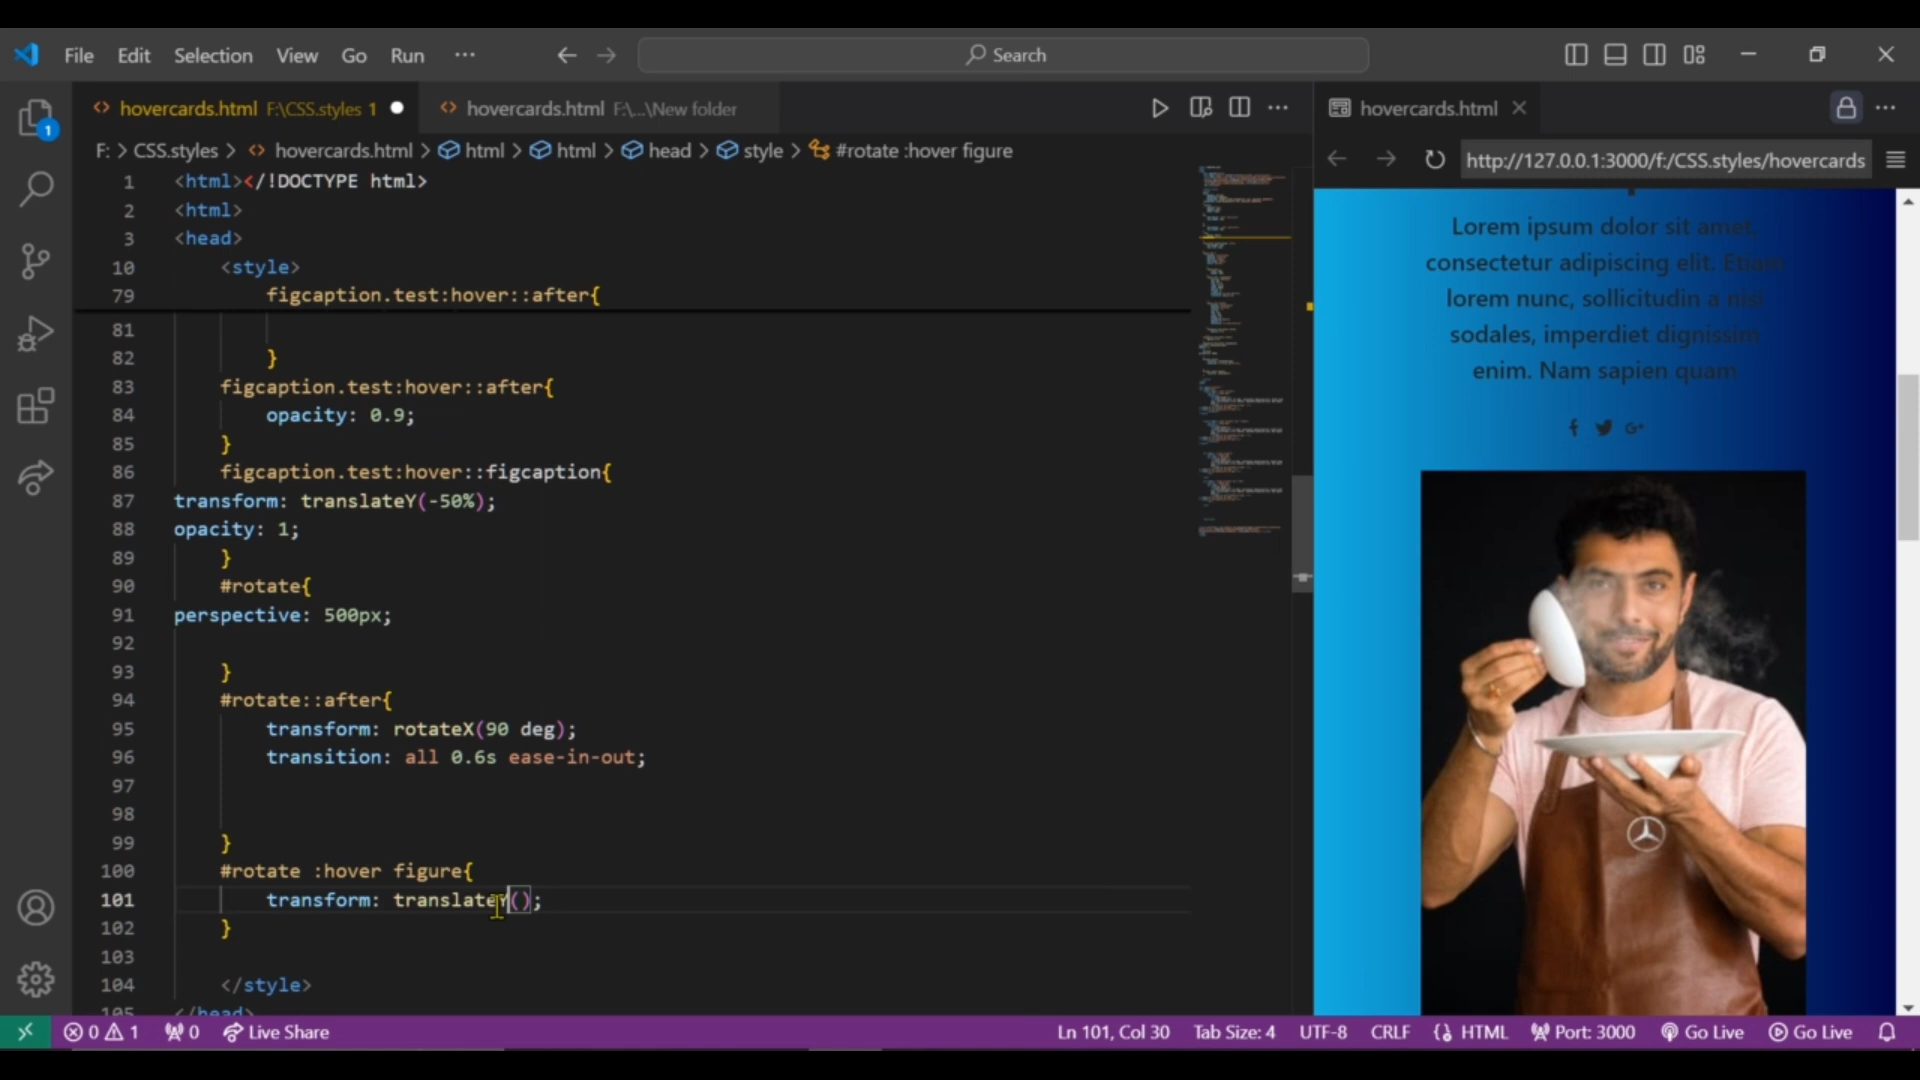 File Edit Selection View Go Run ··· Search
hovercards.html F:\CSS.styles 1 hovercards.html F:\...\New folder
hovercards.html
F: > CSS.styles > hovercards.html > html > html > head > style > #rotate :hover figure
http://127.0.0.1:3000/f:/CSS.styles/hovercards
1
1 <html></!DOCTYPE html>
2 <html>
3 <head>
10 <style>
79 figcaption.test:hover::after{
81
82 }
83 figcaption.test:hover::after{
84 opacity: 0.9;
85 }
86 figcaption.test:hover::figcaption{
87 transform: translateY(-50%);
88 opacity: 1;
89 }
90 #rotate{
91 perspective: 500px;
92
93 }
94 #rotate::after{
95 transform: rotateX(90 deg);
96 transition: all 0.6s ease-in-out;
97
98
99 }
100 #rotate :hover figure{
101 transform: translateY();
102 }
103
104 </style>
105 </head>
Lorem ipsum dolor sit amet,
consectetur adipiscing elit. Etiam
lorem nunc, sollicitudin a nisi
sodales, imperdiet dignissim
enim. Nam sapien quam
0 1 0 Live Share Ln 101, Col 30 Tab Size: 4 UTF-8 CRLF HTML Port: 3000 Go Live Go Live